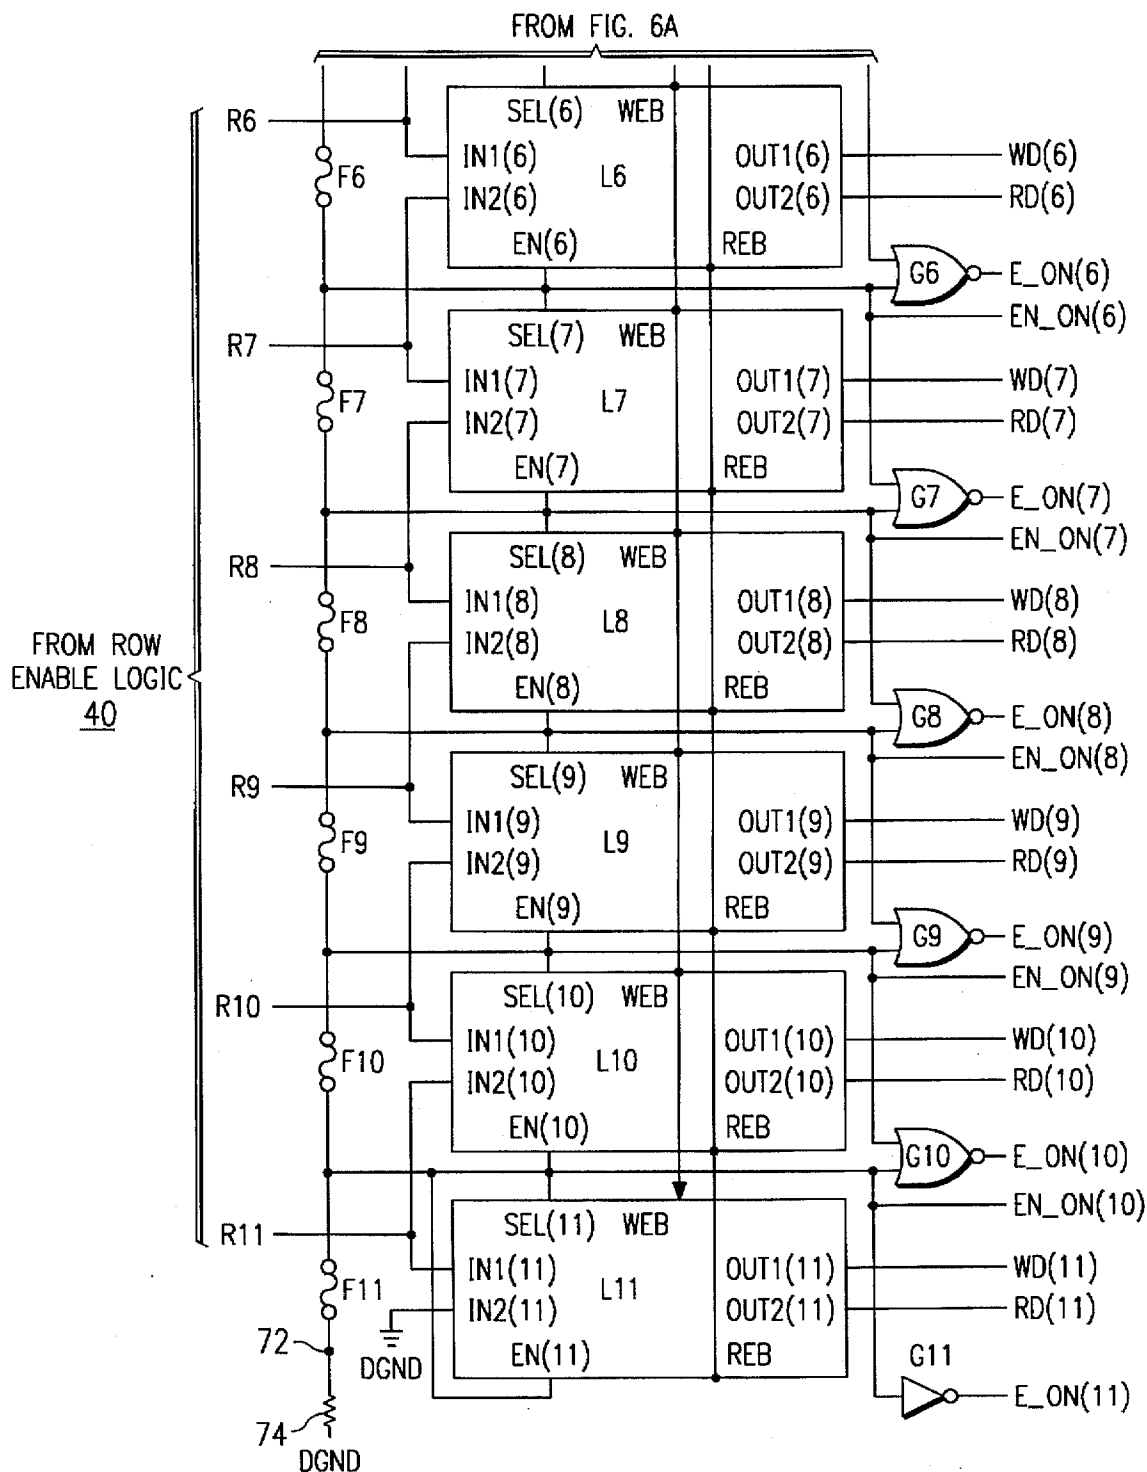 FROM FIG. 6A
R6
F6
SEL(6) WEB
IN1(6) L6 OUT1(6) WD(6)
IN2(6) OUT2(6) RD(6)
EN(6) REB
G6 E_ON(6)
EN_ON(6)
R7
F7
SEL(7) WEB
IN1(7) L7 OUT1(7) WD(7)
IN2(7) OUT2(7) RD(7)
EN(7) REB
G7 E_ON(7)
EN_ON(7)
R8
F8
SEL(8) WEB
IN1(8) L8 OUT1(8) WD(8)
IN2(8) OUT2(8) RD(8)
EN(8) REB
FROM ROW
ENABLE LOGIC
40
G8 E_ON(8)
EN_ON(8)
R9
F9
SEL(9) WEB
IN1(9) L9 OUT1(9) WD(9)
IN2(9) OUT2(9) RD(9)
EN(9) REB
G9 E_ON(9)
EN_ON(9)
R10
F10
SEL(10) WEB
IN1(10) L10 OUT1(10) WD(10)
IN2(10) OUT2(10) RD(10)
EN(10) REB
G10 E_ON(10)
EN_ON(10)
R11
F11
SEL(11) WEB
IN1(11) L11 OUT1(11) WD(11)
IN2(11) OUT2(11) RD(11)
EN(11) REB
72
DGND
G11
E_ON(11)
74
DGND